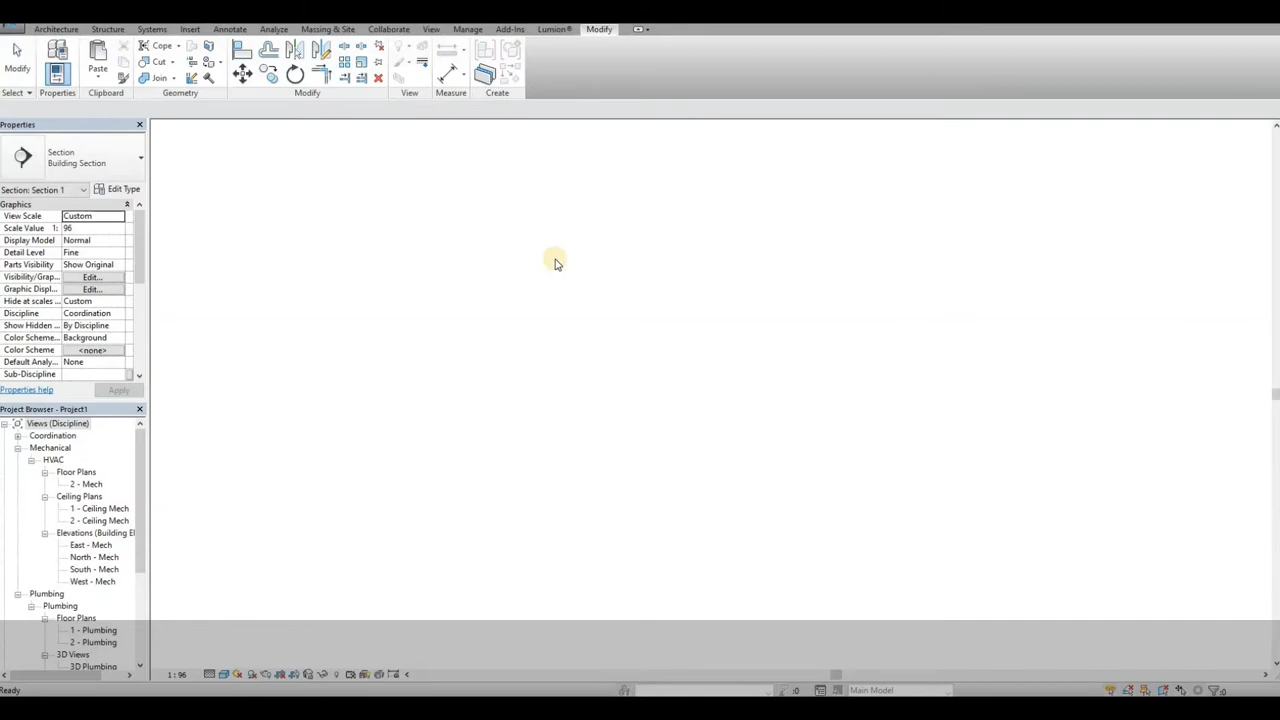 Architecture Structure Systems Insert Annotate Analyze Massing & Site Collaborate View Manage Add-Ins Lumion® Modify
Cope
Cut
Join
Modify
Paste
Select Properties Clipboard Geometry Modify View Measure Create
Properties
Section
Building Section
Section: Section 1 Edit Type
Graphics
View Scale Custom
Scale Value 1: 96
Display Model Normal
Detail Level Fine
Parts Visibility Show Original
Visibility/Grap... Edit...
Graphic Displ... Edit...
Hide at scales ... Custom
Discipline Coordination
Show Hidden ... By Discipline
Color Scheme... Background
Color Scheme <none>
Default Analy... None
Sub-Discipline
Properties help Apply
Project Browser - Project1
Views (Discipline)
Coordination
Mechanical
HVAC
Floor Plans
2 - Mech
Ceiling Plans
1 - Ceiling Mech
2 - Ceiling Mech
Elevations (Building El
East - Mech
North - Mech
South - Mech
West - Mech
Plumbing
Plumbing
Floor Plans
1 - Plumbing
2 - Plumbing
3D Views
3D Plumbing
1 : 96
Ready :0 Main Model :0